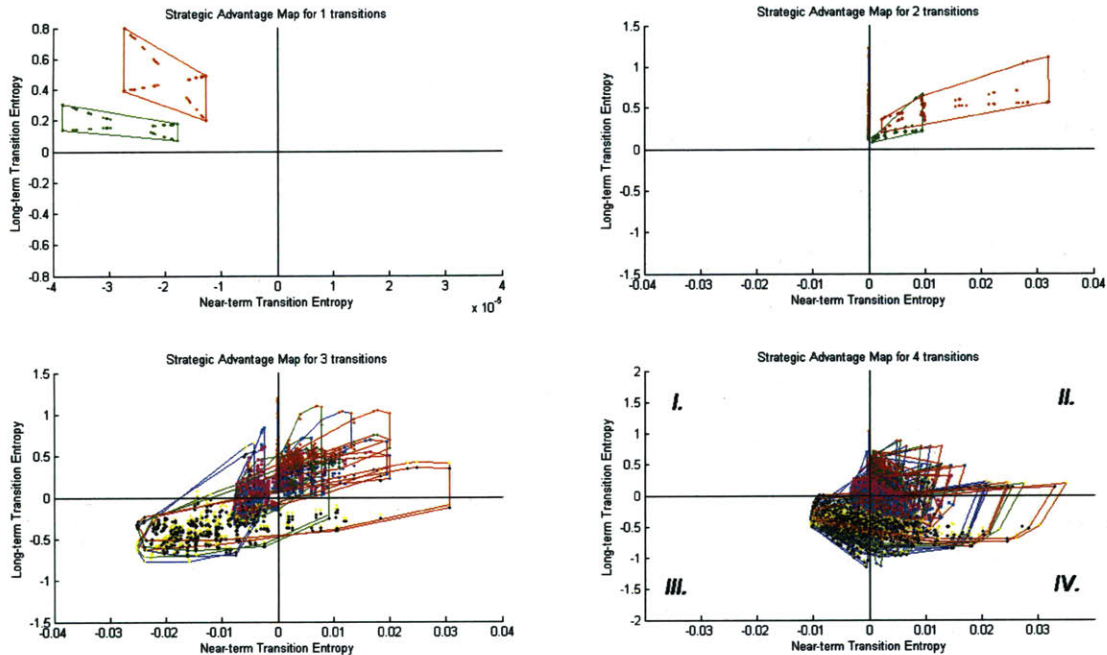 Strategic Advantage Map for 1 transitions
0.8
0.6
0.4
0.2
0
0.2
0.4
0.6
0.8
Long-term Transition Entropy
-4 -3 -2 -1 0 1 2 3 4
Near-term Transition Entropy
x 10⁻⁵
Strategic Advantage Map for 2 transitions
1.5
1
0.5
0
-0.5
-1
-1.5
Long-term Transition Entropy
-0.04 -0.03 -0.02 -0.01 0 0.01 0.02 0.03 0.04
Near-term Transition Entropy
Strategic Advantage Map for 3 transitions
1.5
1
0.5
0
-0.5
-1
-1.5
Long-term Transition Entropy
-0.04 -0.03 -0.02 -0.01 0 0.01 0.02 0.03 0.04
Near-term Transition Entropy
Strategic Advantage Map for 4 transitions
2
1.5
1
0.5
0
-0.5
-1
-1.5
-2
Long-term Transition Entropy
I.
II.
III.
IV.
-0.04 -0.03 -0.02 -0.01 0 0.01 0.02 0.03 0.04
Near-term Transition Entropy